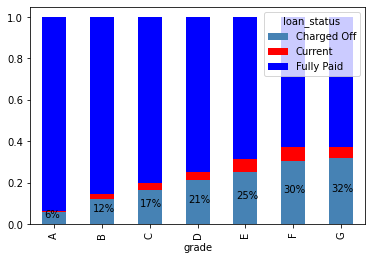 loan_status
Charged Off
Current
Fully Paid
1.0
0.8
0.6
0.4
0.2
0.0
6%
12%
17%
21%
25%
30%
32%
A
B
C
D
E
F
G
grade